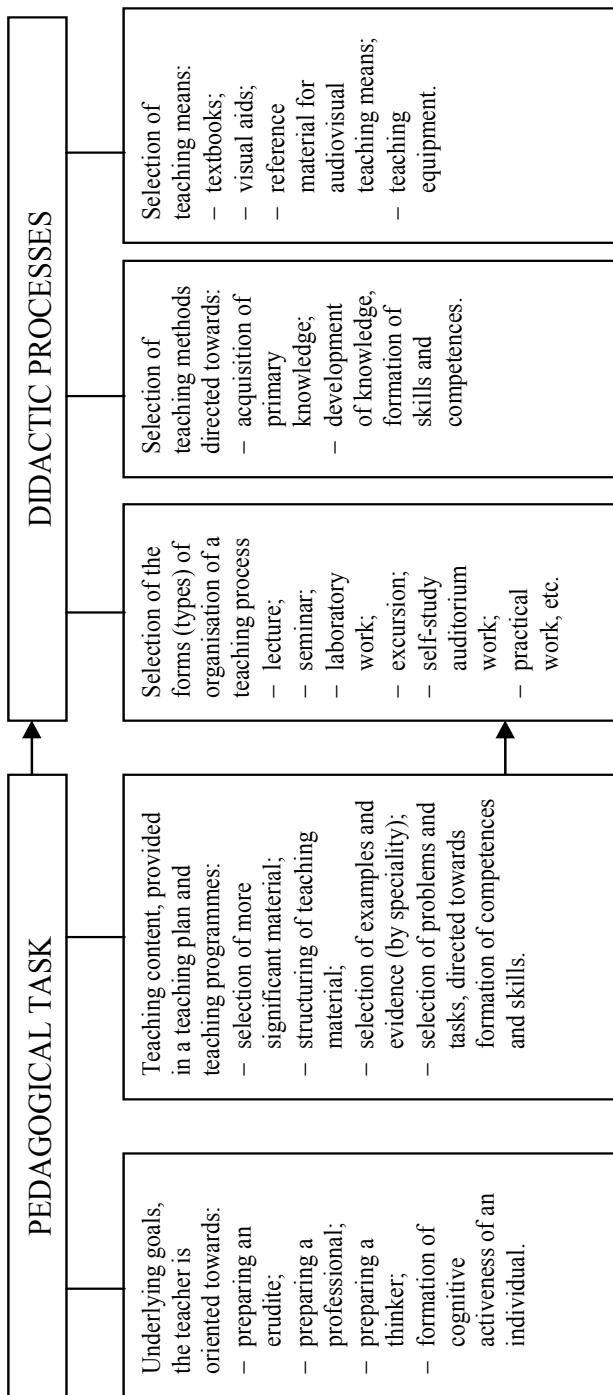 PEDAGOGICAL TASK
Underlying goals,
the teacher is
oriented towards:
– preparing an
erudite;
– preparing a
professional;
– preparing a
thinker;
– formation of
cognitive
activeness of an
individual.
Teaching content, provided
in a teaching plan and
teaching programmes:
– selection of more
significant material;
– structuring of teaching
material;
– selection of examples and
evidence (by speciality);
– selection of problems and
tasks, directed towards
formation of competences
and skills.
DIDACTIC PROCESSES
Selection of the
forms (types) of
organisation of a
teaching process
– lecture;
– seminar;
– laboratory
work;
– excursion;
– self-study
auditorium
work;
– practical
work, etc.
Selection of
teaching methods
directed towards:
– acquisition of
primary
knowledge;
– development
of knowledge,
formation of
skills and
competences.
Selection of
teaching means:
– textbooks;
– visual aids;
– reference
material for
audiovisual
teaching means;
– teaching
equipment.